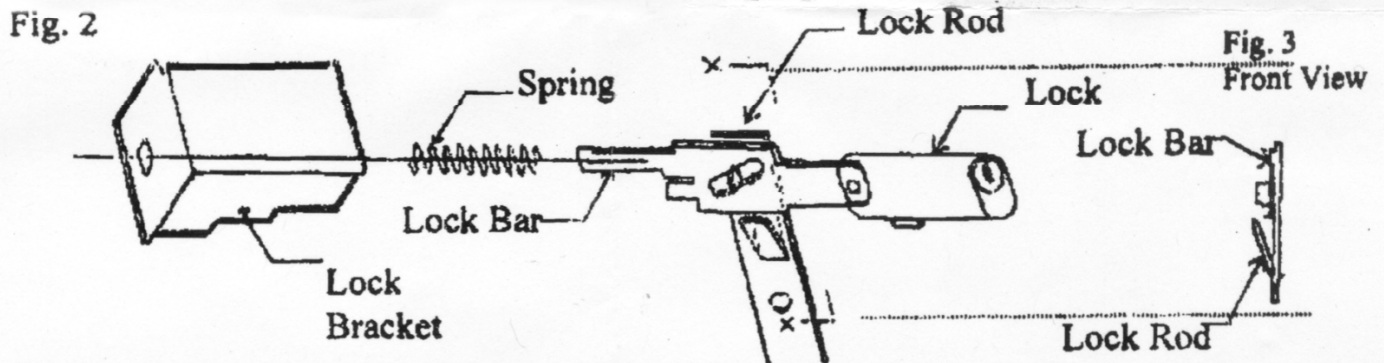 Fig. 2
Lock Rod
Fig. 3
Front View
Spring
Lock
Lock Bar
Lock Bar
Lock
Bracket
Lock Rod
x
x